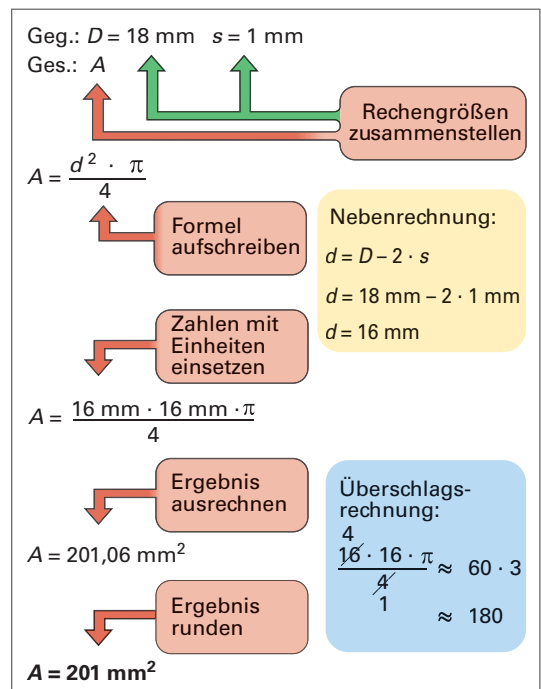 Geg.: D = 18 mm s = 1 mm
Ges.: A
Rechengrößen
zusammenstellen
A = d² · π
4
Formel
aufschreiben
Nebenrechnung:
d = D – 2 · s
d = 18 mm – 2 · 1 mm
d = 16 mm
Zahlen mit
Einheiten
einsetzen
A = 16 mm · 16 mm · π
4
Ergebnis
ausrechnen
Überschlags-
rechnung:
4
16 · 16 · π ≈ 60 · 3
4
1
≈ 180
A = 201,06 mm²
Ergebnis
runden
A = 201 mm²